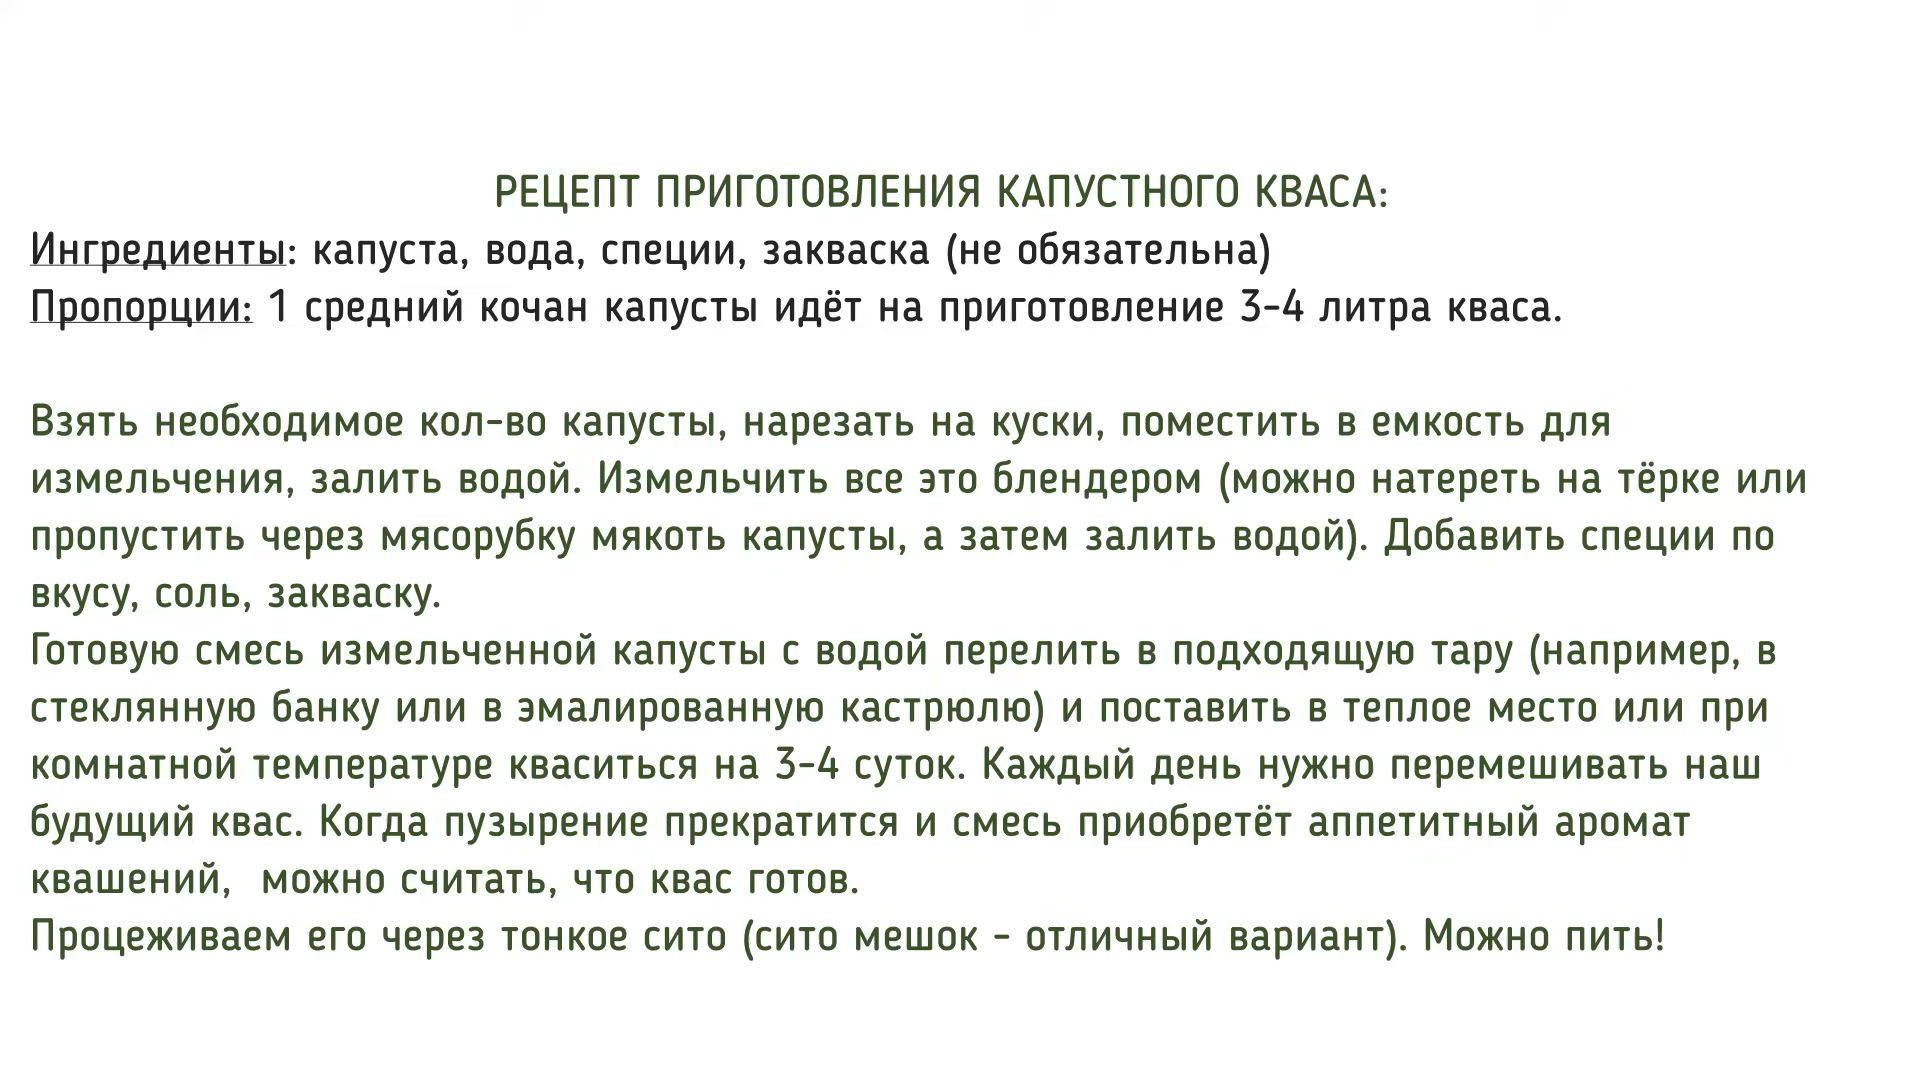 РЕЦЕПТ ПРИГОТОВЛЕНИЯ КАПУСТНОГО КВАСА:
Ингредиенты: капуста, вода, специи, закваска (не обязательна)
Пропорции: 1 средний кочан капусты идёт на приготовление 3-4 литра кваса.
Взять необходимое кол-во капусты, нарезать на куски, поместить в емкость для
измельчения, залить водой. Измельчить все это блендером (можно натереть на тёрке или
пропустить через мясорубку мякоть капусты, а затем залить водой). Добавить специи по
вкусу, соль, закваску.
Готовую смесь измельченной капусты с водой перелить в подходящую тару (например, в
стеклянную банку или в эмалированную кастрюлю) и поставить в теплое место или при
комнатной температуре кваситься на 3-4 суток. Каждый день нужно перемешивать наш
будущий квас. Когда пузырение прекратится и смесь приобретёт аппетитный аромат
квашений,  можно считать, что квас готов.
Процеживаем его через тонкое сито (сито мешок - отличный вариант). Можно пить!